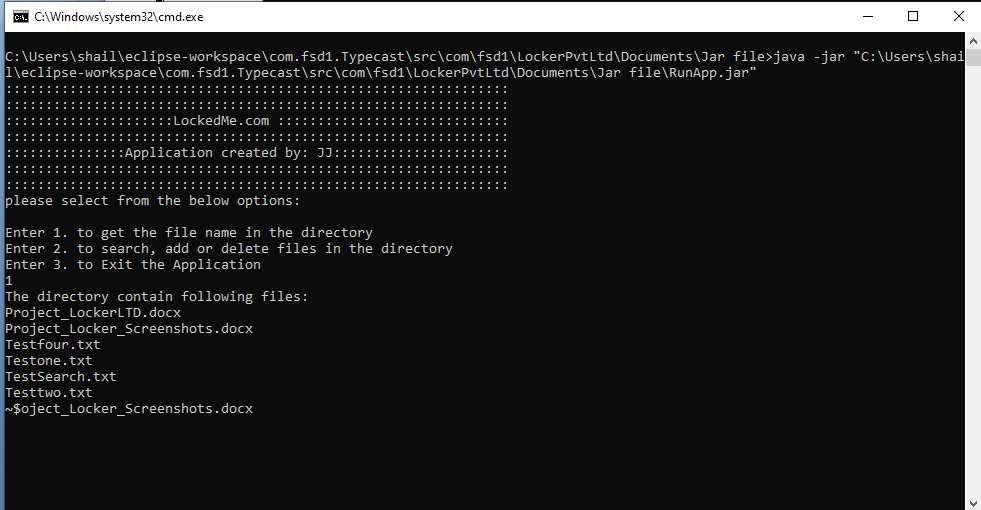 C:\Windows\system32\cmd.exe
C:\Users\shail\eclipse-workspace\com.fsd1.Typecast\src\com\fsd1\LockerPvtLtd\Documents\Jar file>java -jar "C:\Users\shai
l\eclipse-workspace\com.fsd1.Typecast\src\com\fsd1\LockerPvtLtd\Documents\Jar file\RunApp.jar"
:::::::::::::::::::::::::::::::::::::::::::::::::::::::::::::::
:::::::::::::::::::::::::::::::::::::::::::::::::::::::::::::::
:::::::::::::::::::::LockedMe.com :::::::::::::::::::::::::::::
:::::::::::::::::::::::::::::::::::::::::::::::::::::::::::::::
:::::::::::::::Application created by: JJ::::::::::::::::::::::
:::::::::::::::::::::::::::::::::::::::::::::::::::::::::::::::
:::::::::::::::::::::::::::::::::::::::::::::::::::::::::::::::
please select from the below options:
Enter 1. to get the file name in the directory
Enter 2. to search, add or delete files in the directory
Enter 3. to Exit the Application
1
The directory contain following files:
Project_LockerLTD.docx
Project_Locker_Screenshots.docx
Testfour.txt
Testone.txt
TestSearch.txt
Testtwo.txt
~$oject_Locker_Screenshots.docx